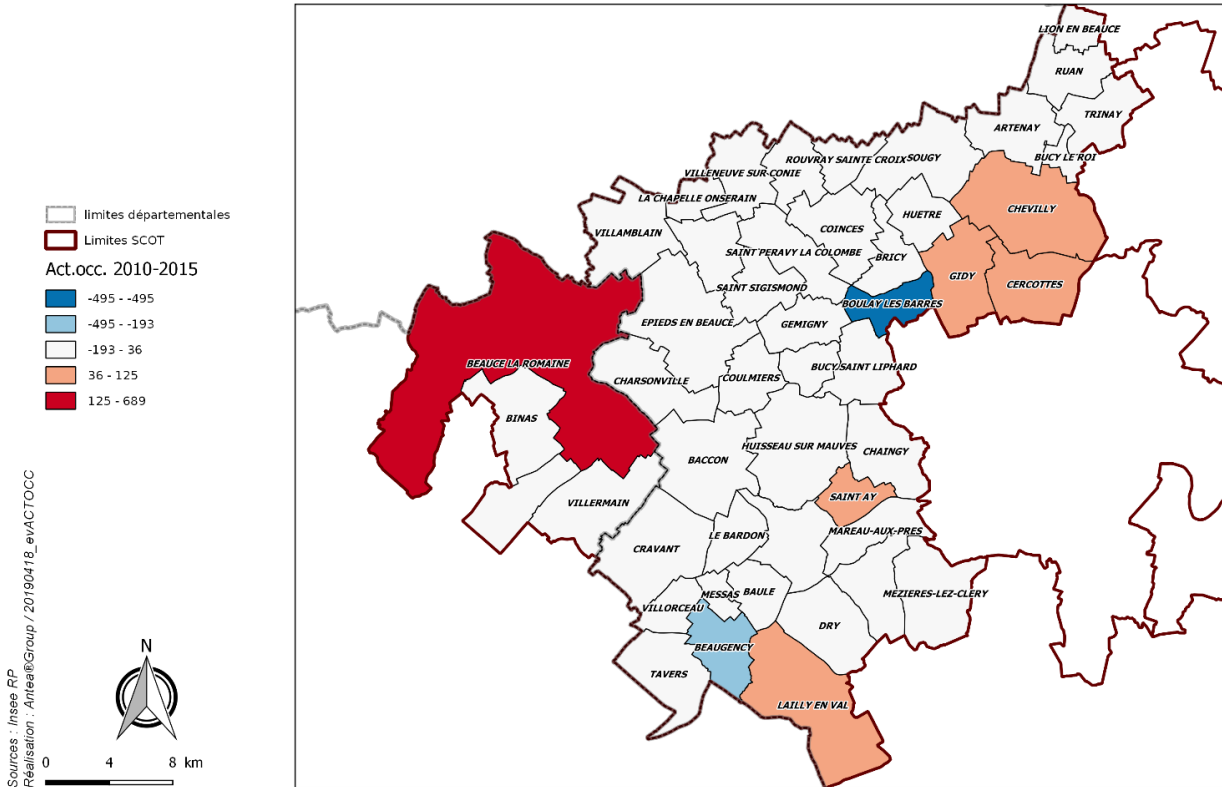 limites départementales
Limites SCOT
Act.occ. 2010-2015
-495 - -495
-495 - -193
-193 - 36
36 - 125
125 - 689
Sources : Insee RP
Réalisation : Antea®Group / 20190418_evACTOCC
N
0 4 8 km
LION EN BEAUCE
RUAN
TRINAY
ARTENAY
BUCY LE ROI
ROUVRAY SAINTE CROIX
SOUGY
VILLENEUVE SUR CONIE
LA CHAPELLE ONSERAIN
CHEVILLY
HUETRE
VILLAMBLAIN
COINCES
SAINT PERAVY LA COLOMBE
BRICY
GIDY
CERCOTTES
SAINT SIGISMOND
BOULAY LES BARRES
EPIEDS EN BEAUCE
GEMIGNY
BEAUCE LA ROMAINE
BUCY SAINT LIPHARD
CHARSONVILLE
COULMIERS
BINAS
HUISSEAU SUR MAUVES
CHAINGY
BACCON
SAINT AY
VILLERMAIN
MAREAU-AUX-PRES
LE BARDON
CRAVANT
MESSAS
BAULE
MEZIERES-LEZ-CLERY
VILLORCEAU
DRY
BEAUGENCY
TAVERS
LAILLY EN VAL